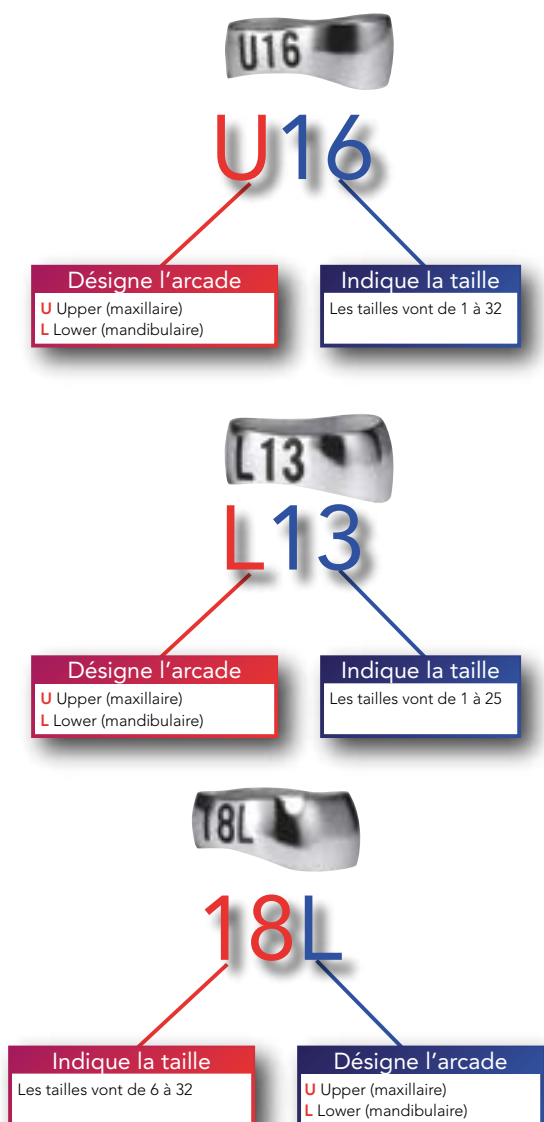 U16
U16
Désigne l'arcade
U Upper (maxillaire)
L Lower (mandibulaire)
Indique la taille
Les tailles vont de 1 à 32
L13
L13
Désigne l'arcade
U Upper (maxillaire)
L Lower (mandibulaire)
Indique la taille
Les tailles vont de 1 à 25
18L
18L
Indique la taille
Les tailles vont de 6 à 32
Désigne l'arcade
U Upper (maxillaire)
L Lower (mandibulaire)